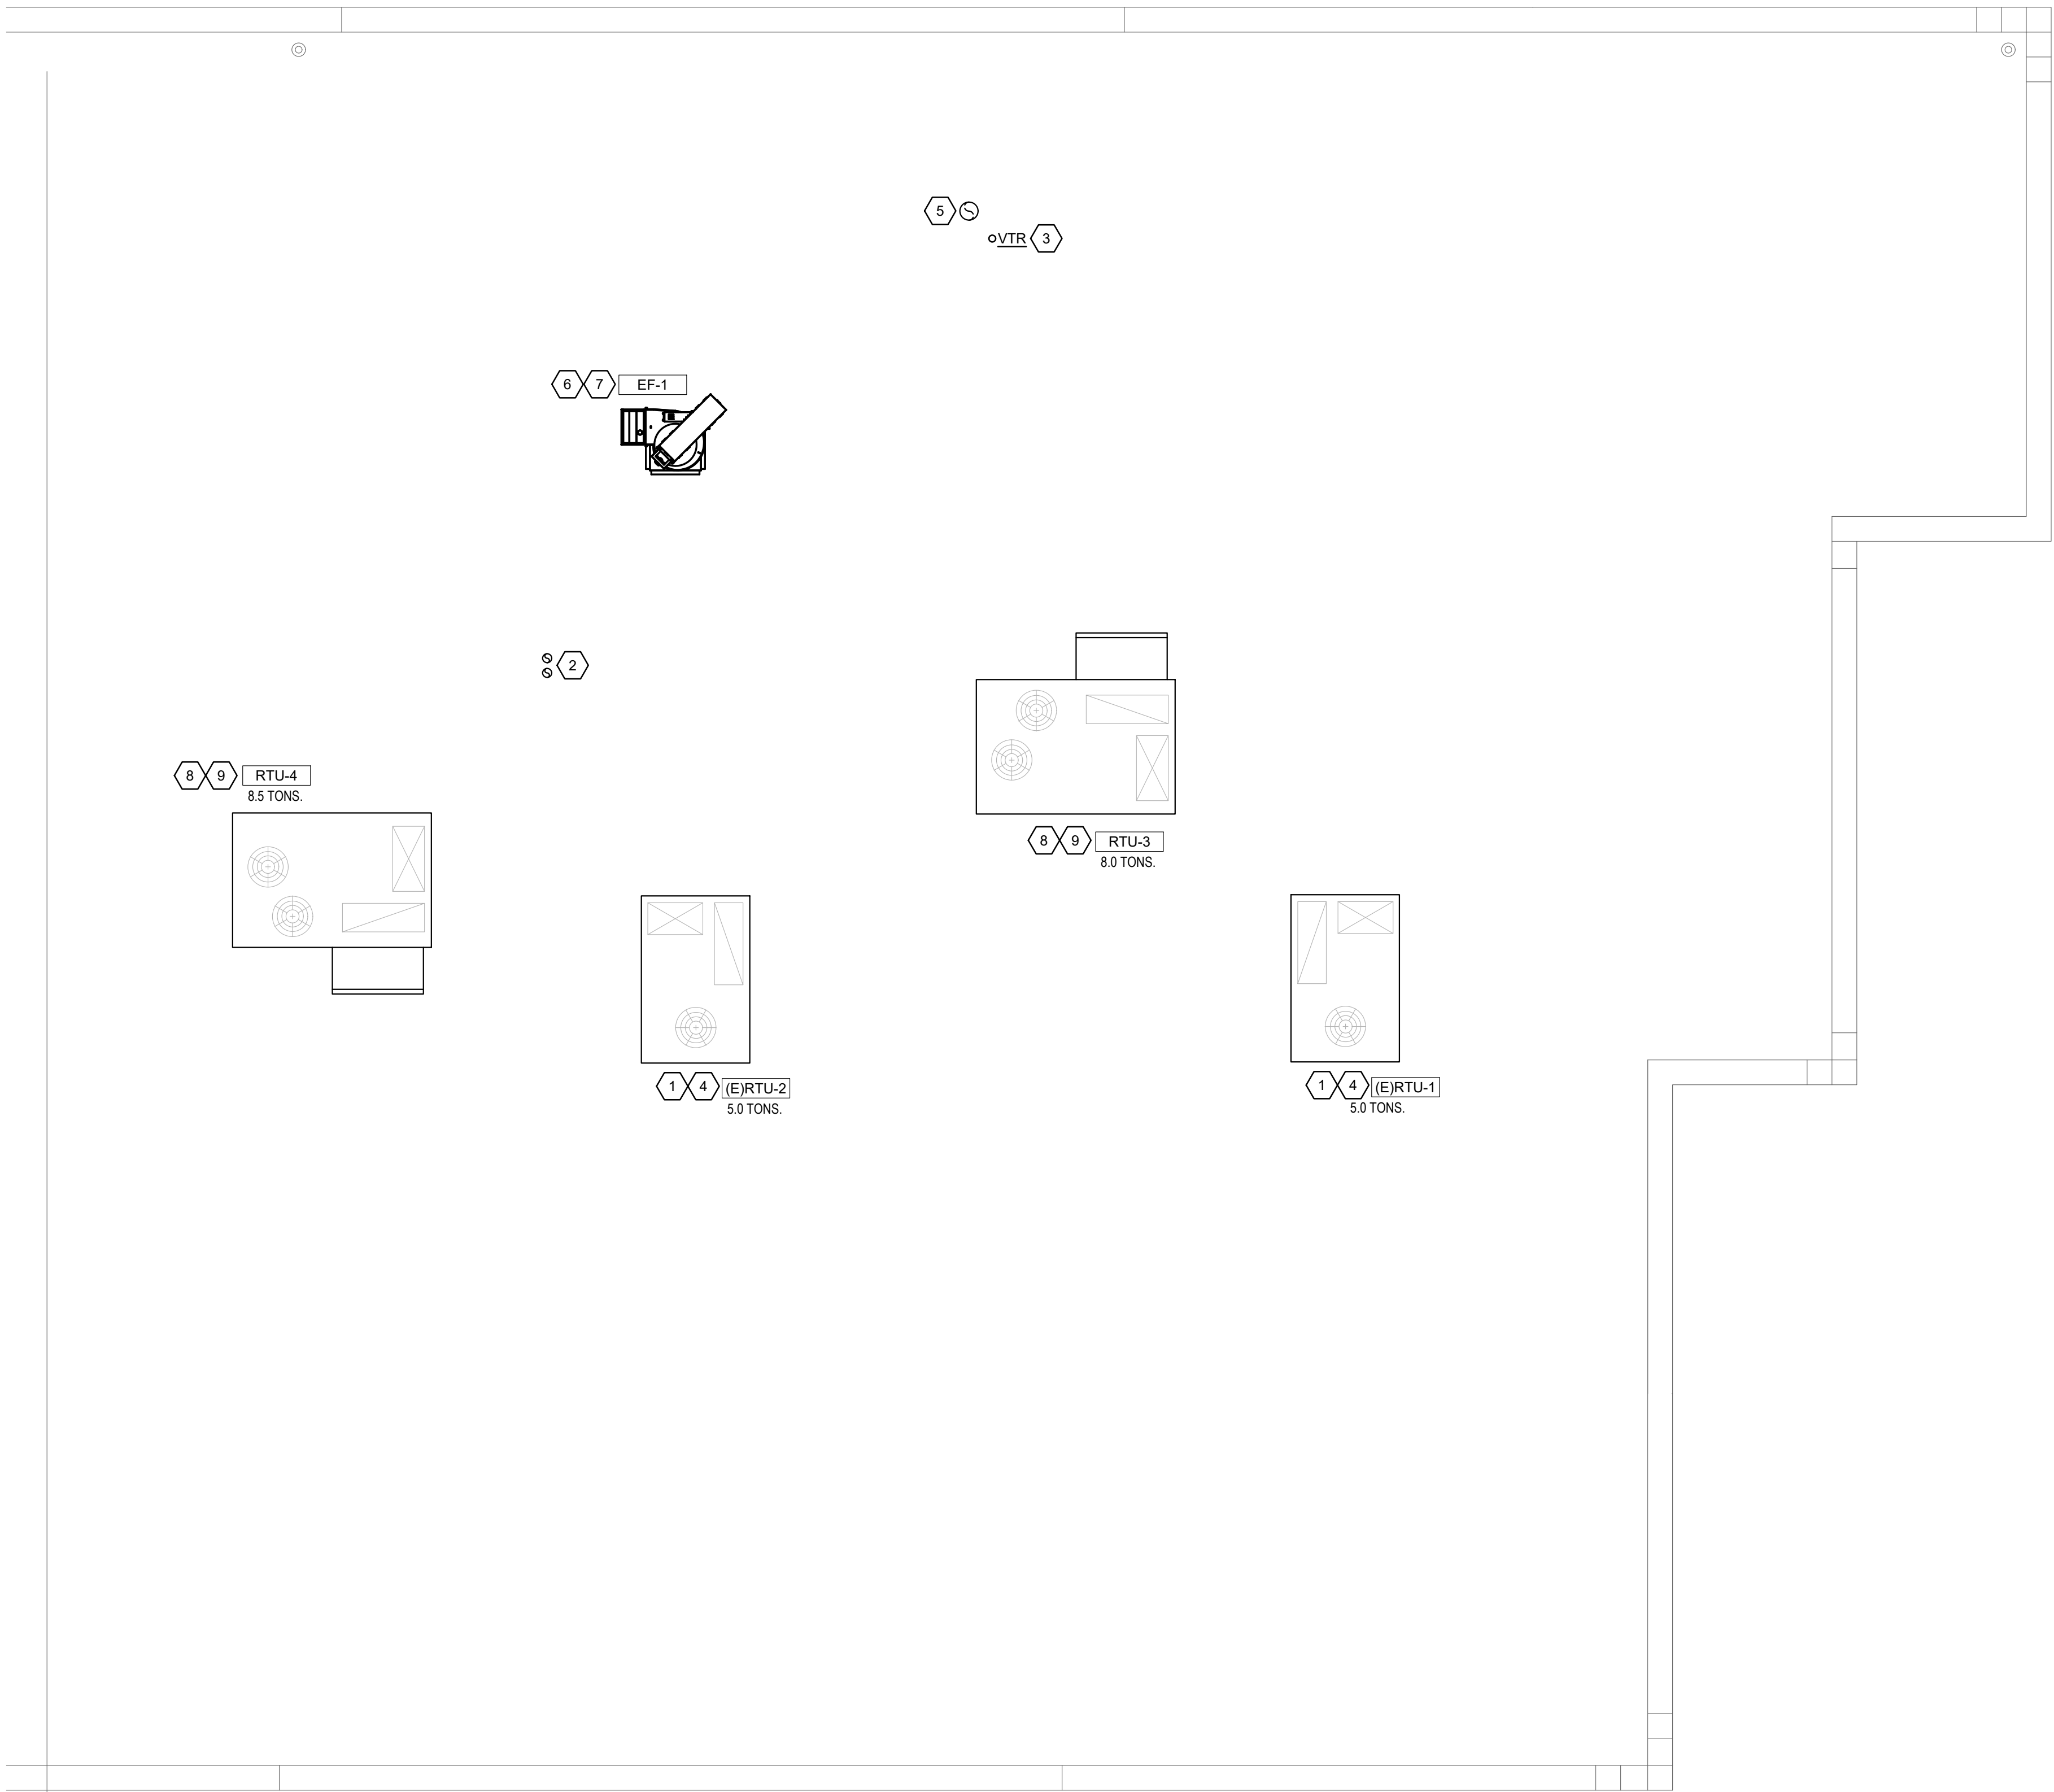 5
VTR 3
6 7 EF-1
2
8 9 RTU-4
8.5 TONS.
8 9 RTU-3
8.0 TONS.
1 4 (E)RTU-2
5.0 TONS.
1 4 (E)RTU-1
5.0 TONS.